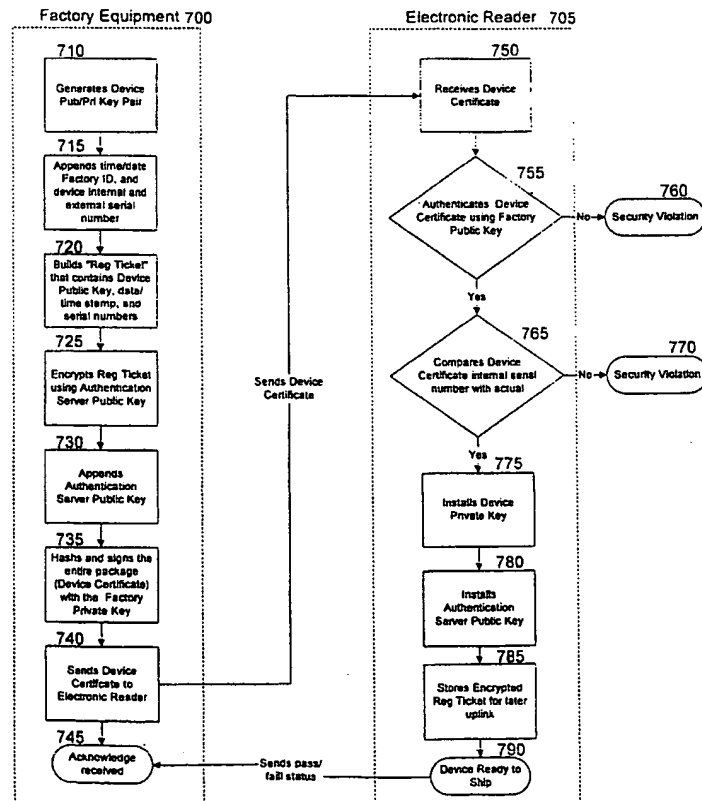 Factory Equipment 700
710
Generates Device
Pub/Pri Key Pair
715
Appends time/date
Factory ID, and
device internal and
external serial
number
720
Builds "Reg Ticket"
that contains Device
Public Key, data/
time stamp, and
serial numbers
725
Encrypts Reg Ticket
using Authentication
Server Public Key
730
Appends
Authentication
Server Public Key
735
Hashs and signs the
entire package
(Device Certificate)
with the Factory
Private Key
740
Sends Device
Certificate to
Electronic Reader
745
Acknowledge
received
Sends Device
Certificate
Sends pass/
faill status
Electronic Reader 705
750
Receives Device
Certificate
755
Authenticates Device
Certificate using Factory
Public Key
No
760
Security Violation
Yes
765
Compares Device
Certificate internal serial
number with actual
No
770
Security Violation
Yes
775
Installs Device
Private Key
780
Installs
Authentication
Server Public Key
785
Stores Encrypted
Reg Ticket for later
uplink
790
Device Ready to
Ship